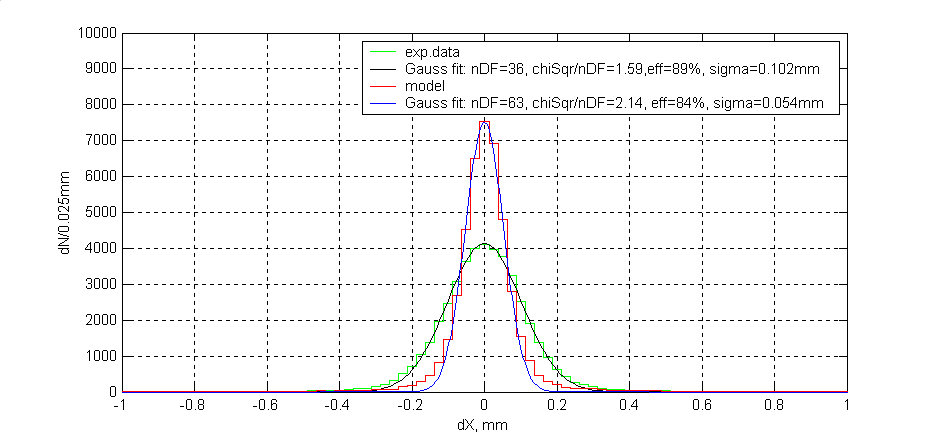 10000
9000
8000
7000
6000
5000
4000
3000
2000
1000
0
dN/0.025mm
exp.data
Gauss fit: nDF=36, chiSqr/nDF=1.59,eff=89%, sigma=0.102mm
model
Gauss fit: nDF=63, chiSqr/nDF=2.14, eff=84%, sigma=0.054mm
-1 -0.8 -0.6 -0.4 -0.2 0 0.2 0.4 0.6 0.8 1
dX, mm